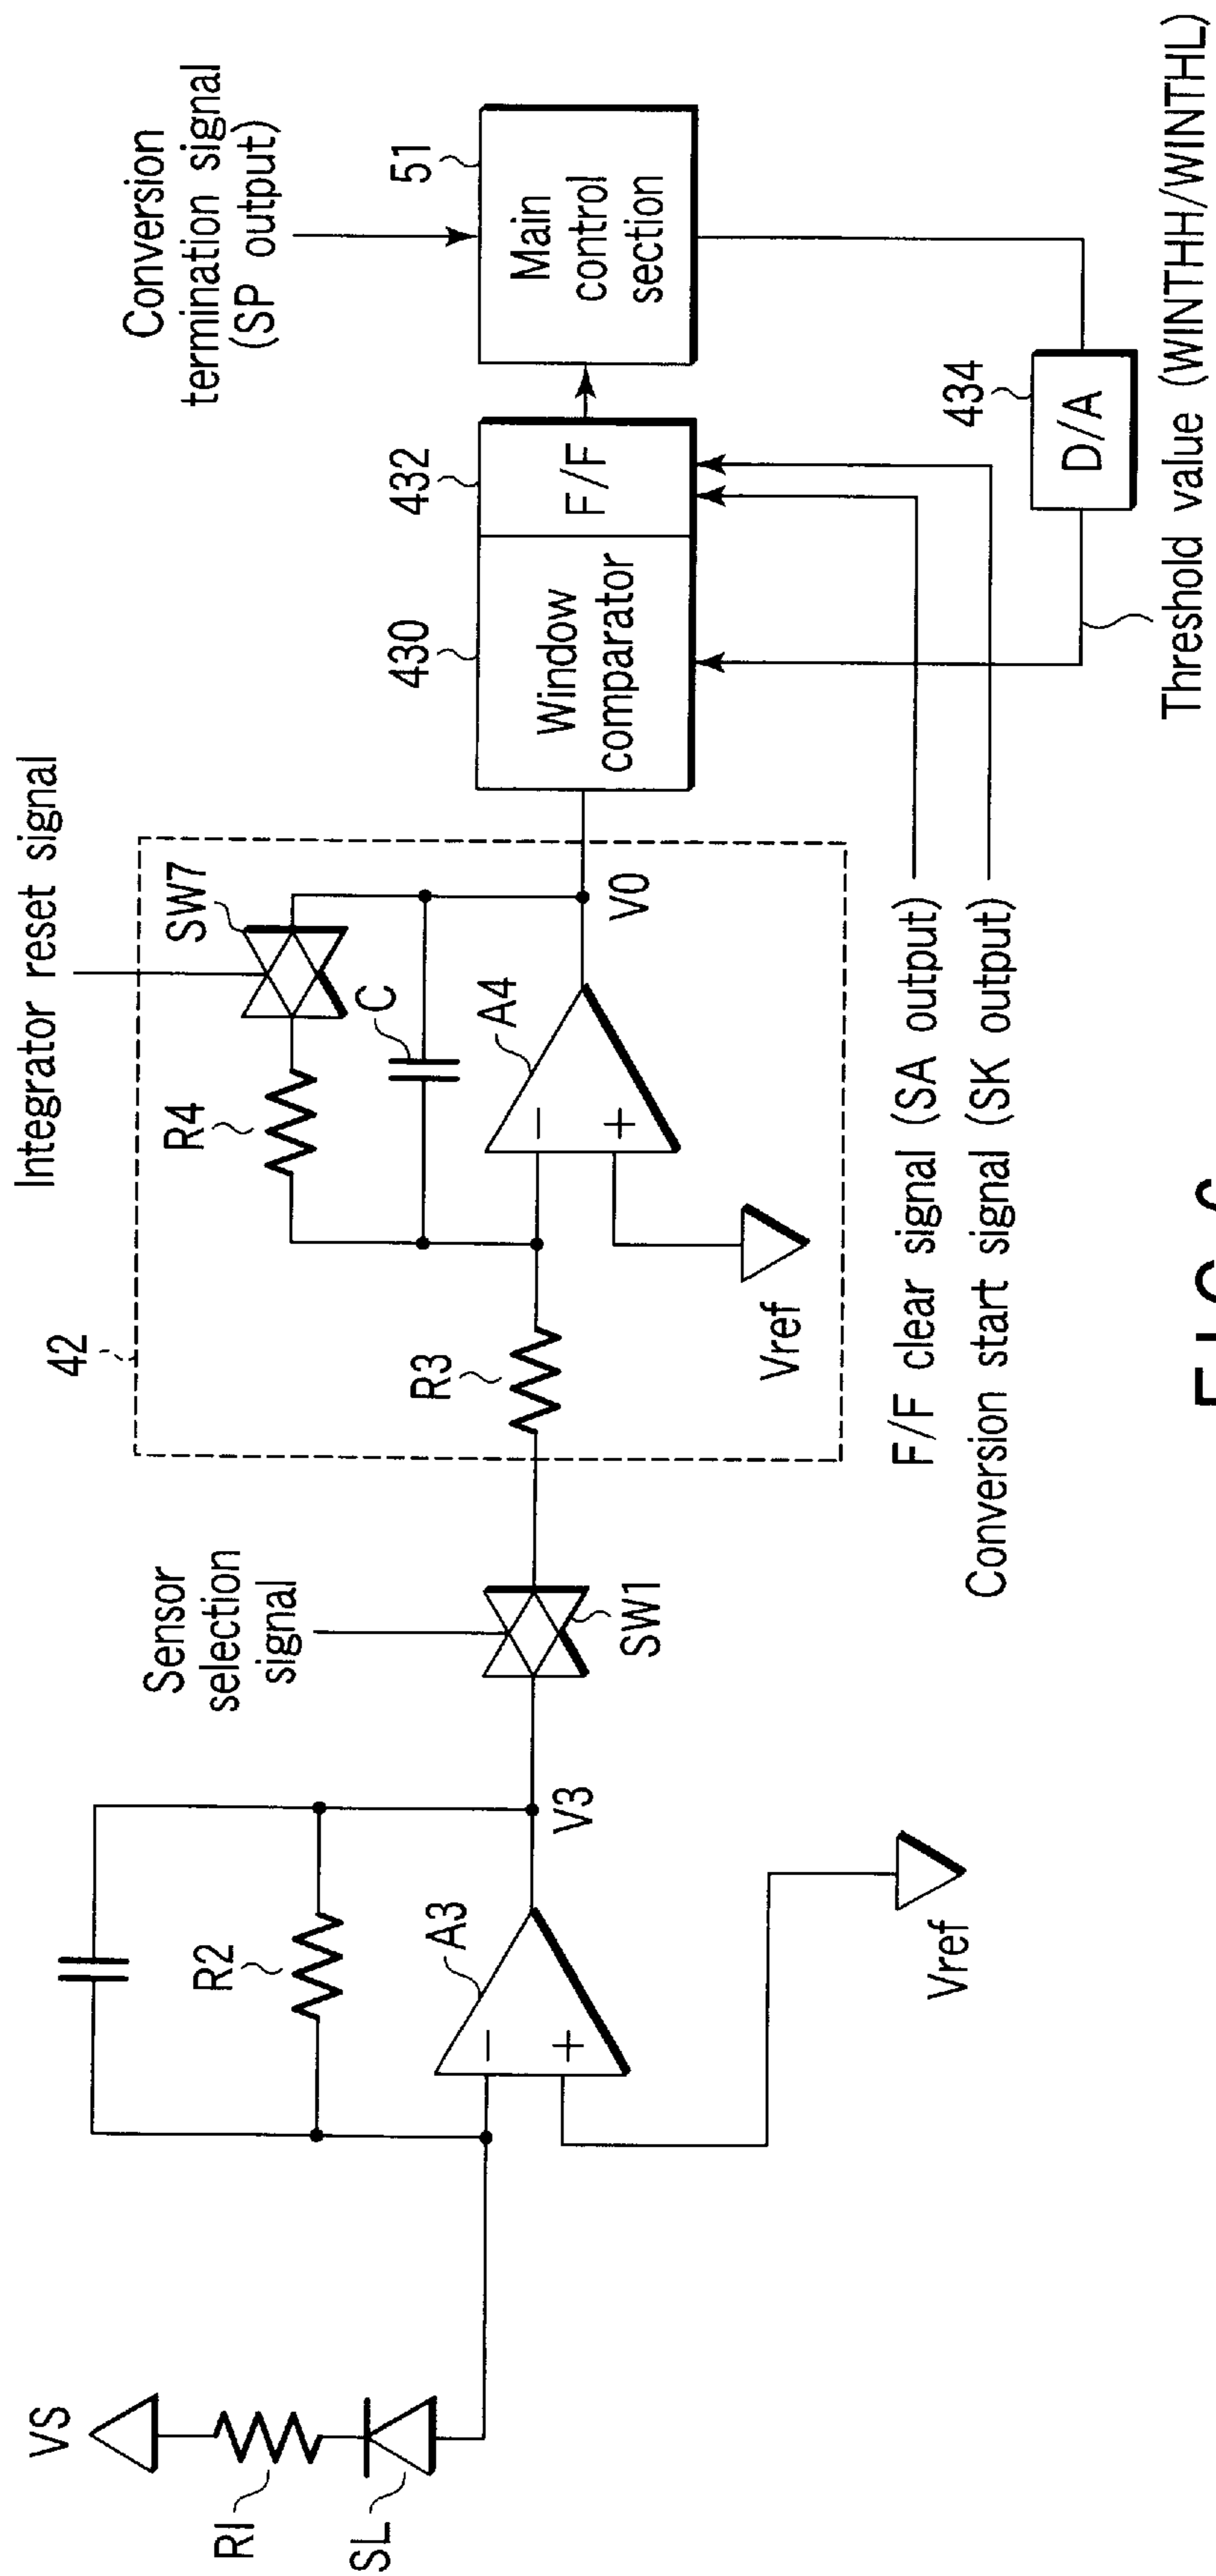 VS
RI
SL
R2
A3
−
+
Vref
V3
Sensor
selection
signal
SW1
42
R3
R4
C
SW7
Integrator reset signal
A4
−
+
Vref
V0
430
Window
comparator
432
F/F
Conversion
termination signal
(SP output)
51
Main
control
section
434
D/A
F/F clear signal (SA output)
Conversion start signal (SK output)
Threshold value (WINTHH/WINTHL)